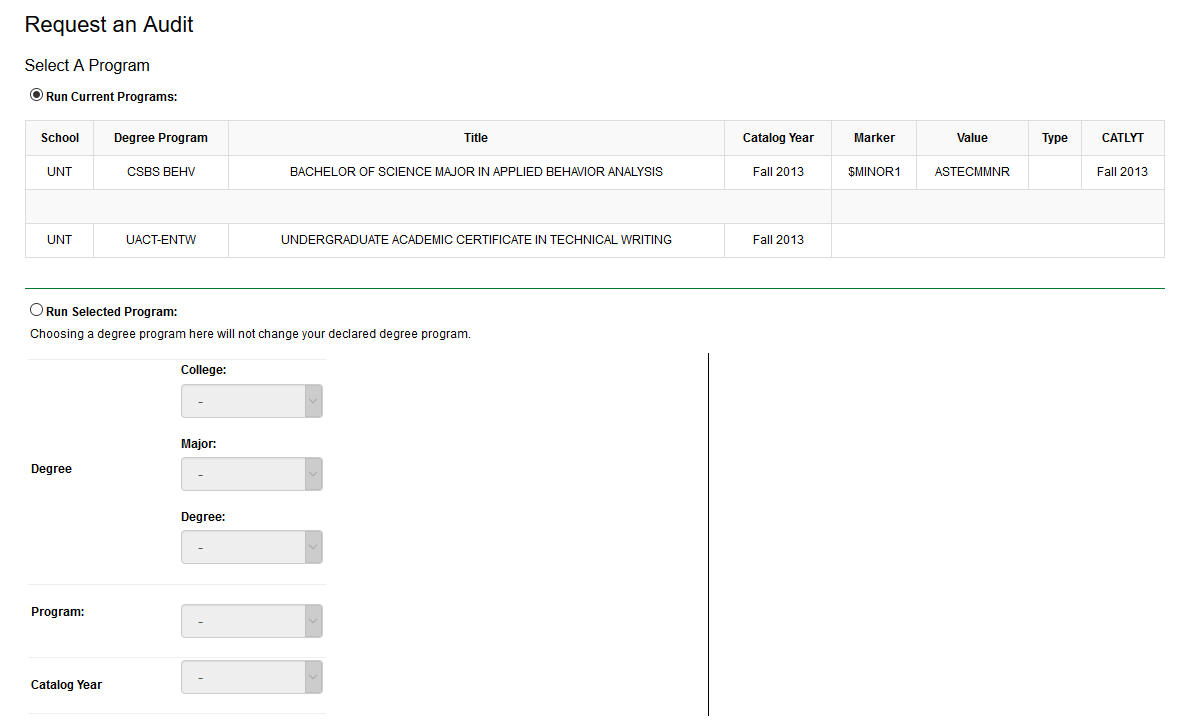 Request an Audit
Select A Program
Run Current Programs:
School Degree Program Title Catalog Year Marker Value Type CATLYT
UNT CSBS BEHV BACHELOR OF SCIENCE MAJOR IN APPLIED BEHAVIOR ANALYSIS Fall 2013 $MINOR1 ASTECMMNR Fall 2013
UNT UACT-ENTW UNDERGRADUATE ACADEMIC CERTIFICATE IN TECHNICAL WRITING Fall 2013
Run Selected Program:
Choosing a degree program here will not change your declared degree program.
College:
-
Major:
Degree -
Degree:
-
Program: -
Catalog Year -